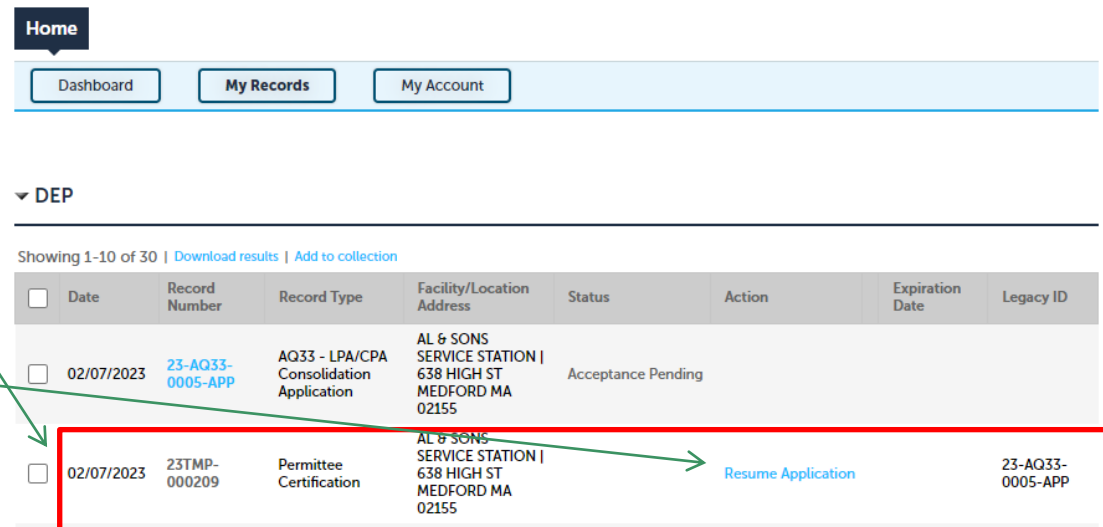 Home
Dashboard My Records My Account
DEP
Showing 1-10 of 30 | Download results | Add to collection
Date Record Number Record Type Facility/Location Address Status Action Expiration Date Legacy ID
02/07/2023 23-AQ33-0005-APP AQ33 - LPA/CPA Consolidation Application AL & SONS SERVICE STATION | 638 HIGH ST MEDFORD MA 02155 Acceptance Pending
02/07/2023 23TMP-000209 Permittee Certification AL & SONS SERVICE STATION | 638 HIGH ST MEDFORD MA 02155 Resume Application 23-AQ33-0005-APP